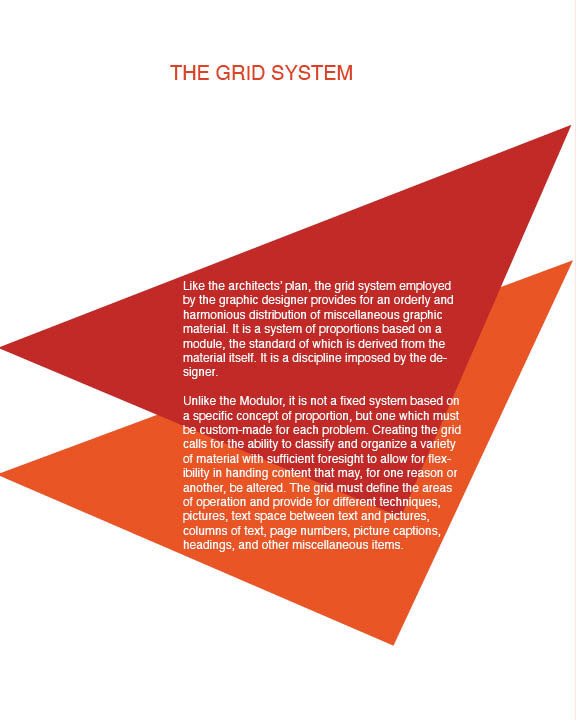 THE GRID SYSTEM
Like the architects' plan, the grid system employed
by the graphic designer provides for an orderly and
harmonious distribution of miscellaneous graphic
material. It is a system of proportions based on a
module, the standard of which is derived from the
material itself. It is a discipline imposed by the de-
signer.
Unlike the Modulor, it is not a fixed system based on
a specific concept of proportion, but one which must
be custom-made for each problem. Creating the grid
calls for the ability to classify and organize a variety
of material with sufficient foresight to allow for flex-
ibility in handing content that may, for one reason or
another, be altered. The grid must define the areas
of operation and provide for different techniques,
pictures, text space between text and pictures,
columns of text, page numbers, picture captions,
headings, and other miscellaneous items.